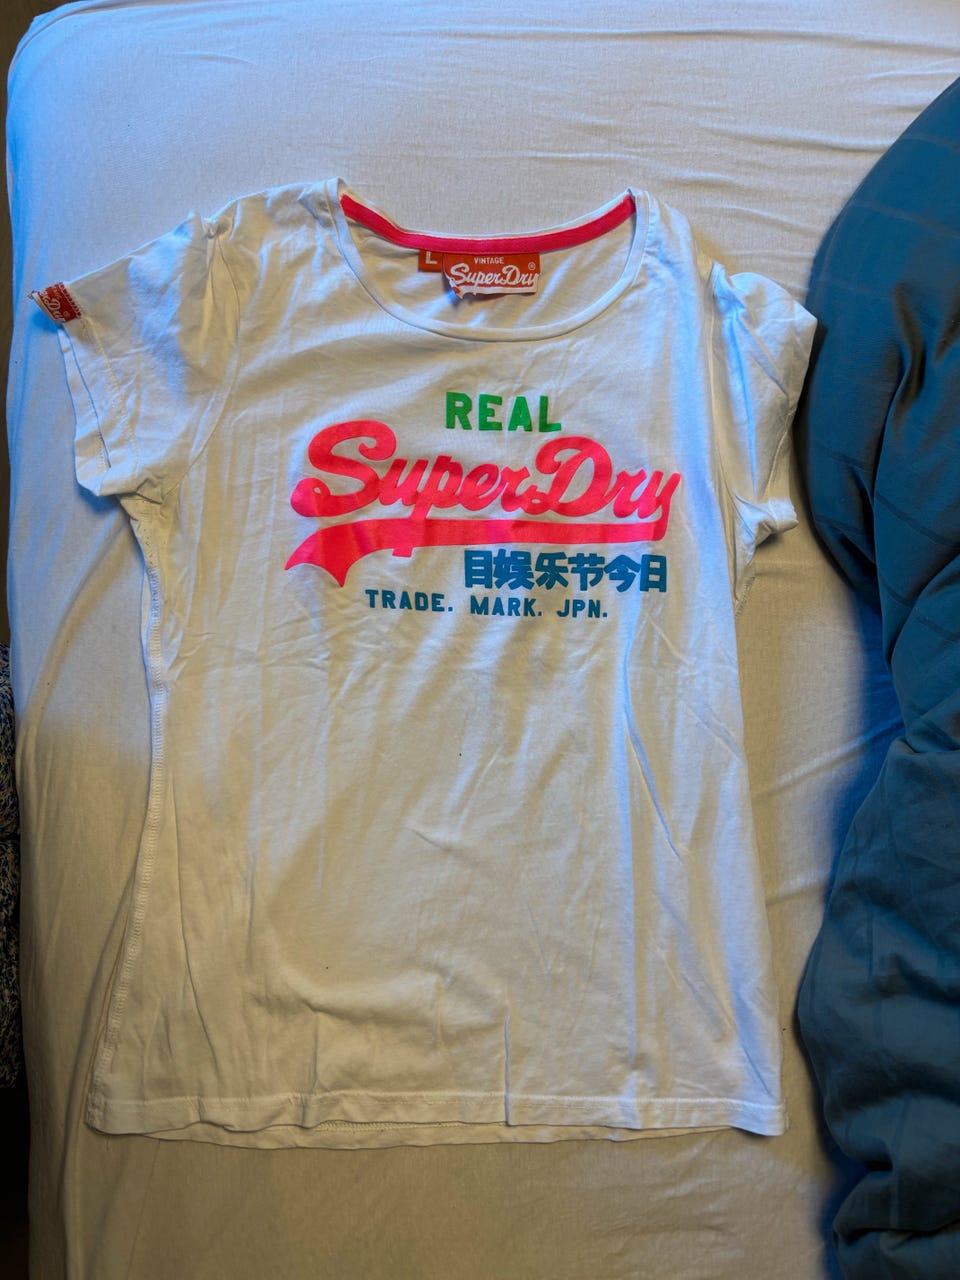 L
VINTAGE
SuperDry®
REAL
SuperDry
目娱乐节今日
TRADE. MARK. JPN.